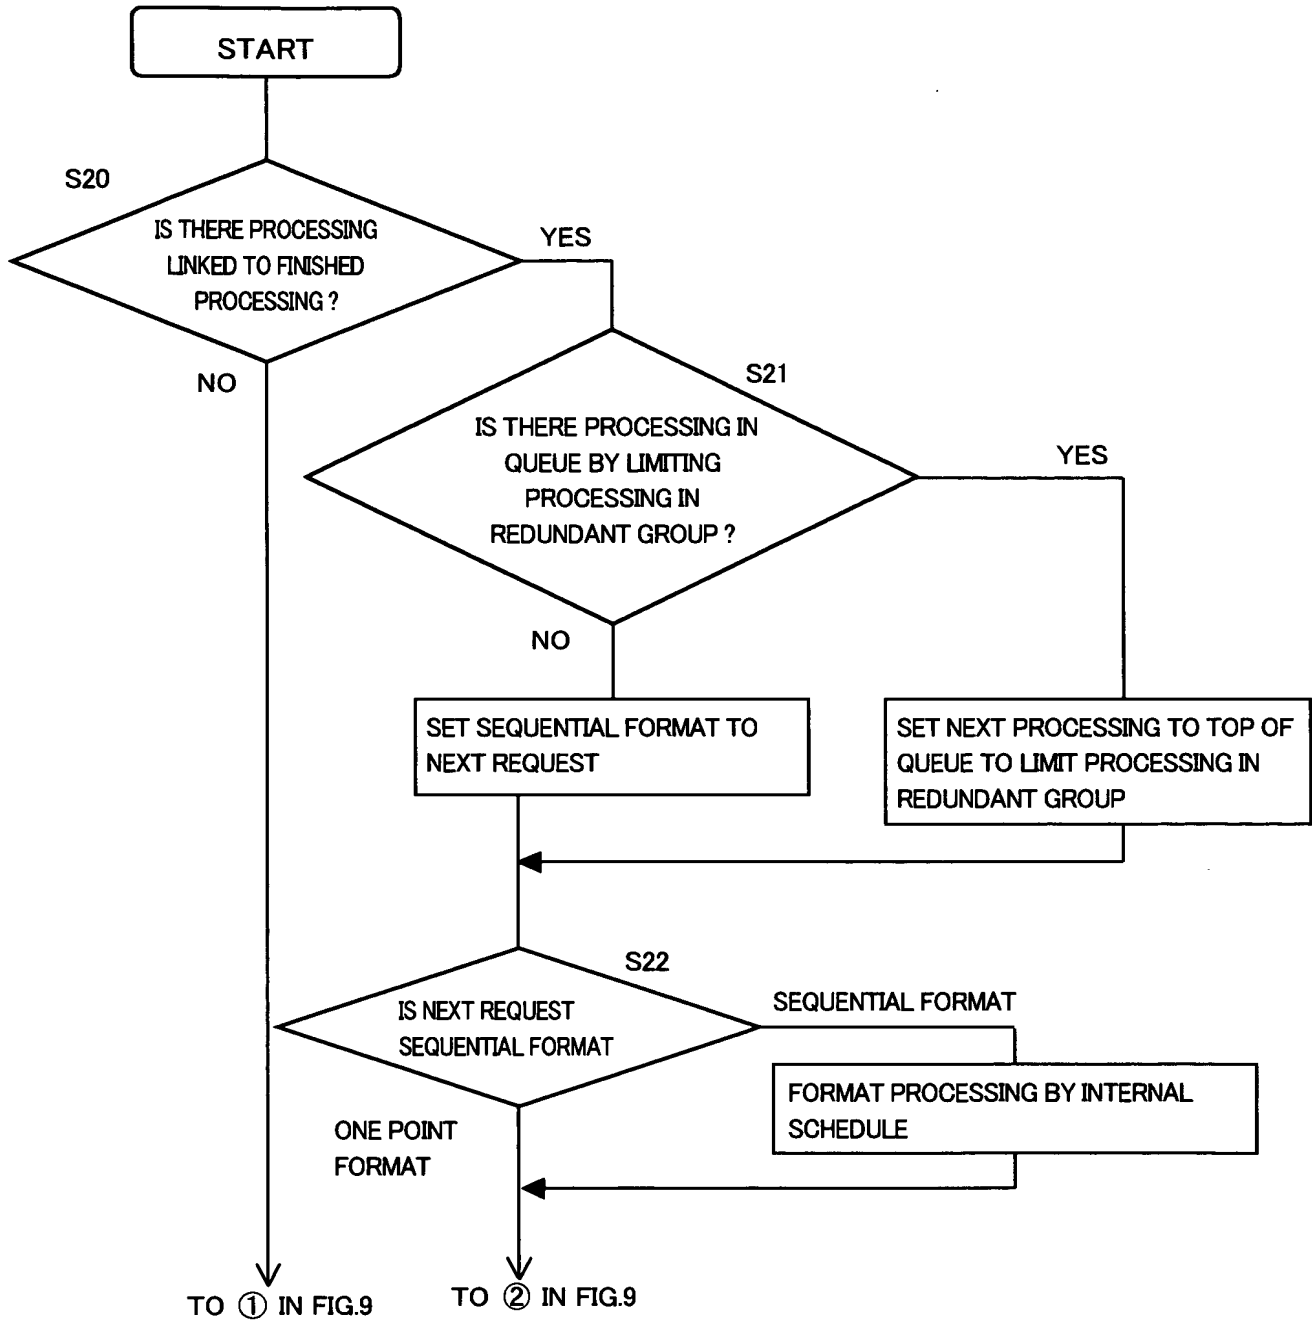 START
S20
IS THERE PROCESSING
LINKED TO FINISHED
PROCESSING ?
YES
NO
S21
IS THERE PROCESSING IN
QUEUE BY LIMITING
PROCESSING IN
REDUNDANT GROUP ?
YES
NO
SET SEQUENTIAL FORMAT TO
NEXT REQUEST
SET NEXT PROCESSING TO TOP OF
QUEUE TO LIMIT PROCESSING IN
REDUNDANT GROUP
S22
IS NEXT REQUEST
SEQUENTIAL FORMAT
SEQUENTIAL FORMAT
FORMAT PROCESSING BY INTERNAL
SCHEDULE
ONE POINT
FORMAT
TO ① IN FIG.9
TO ② IN FIG.9